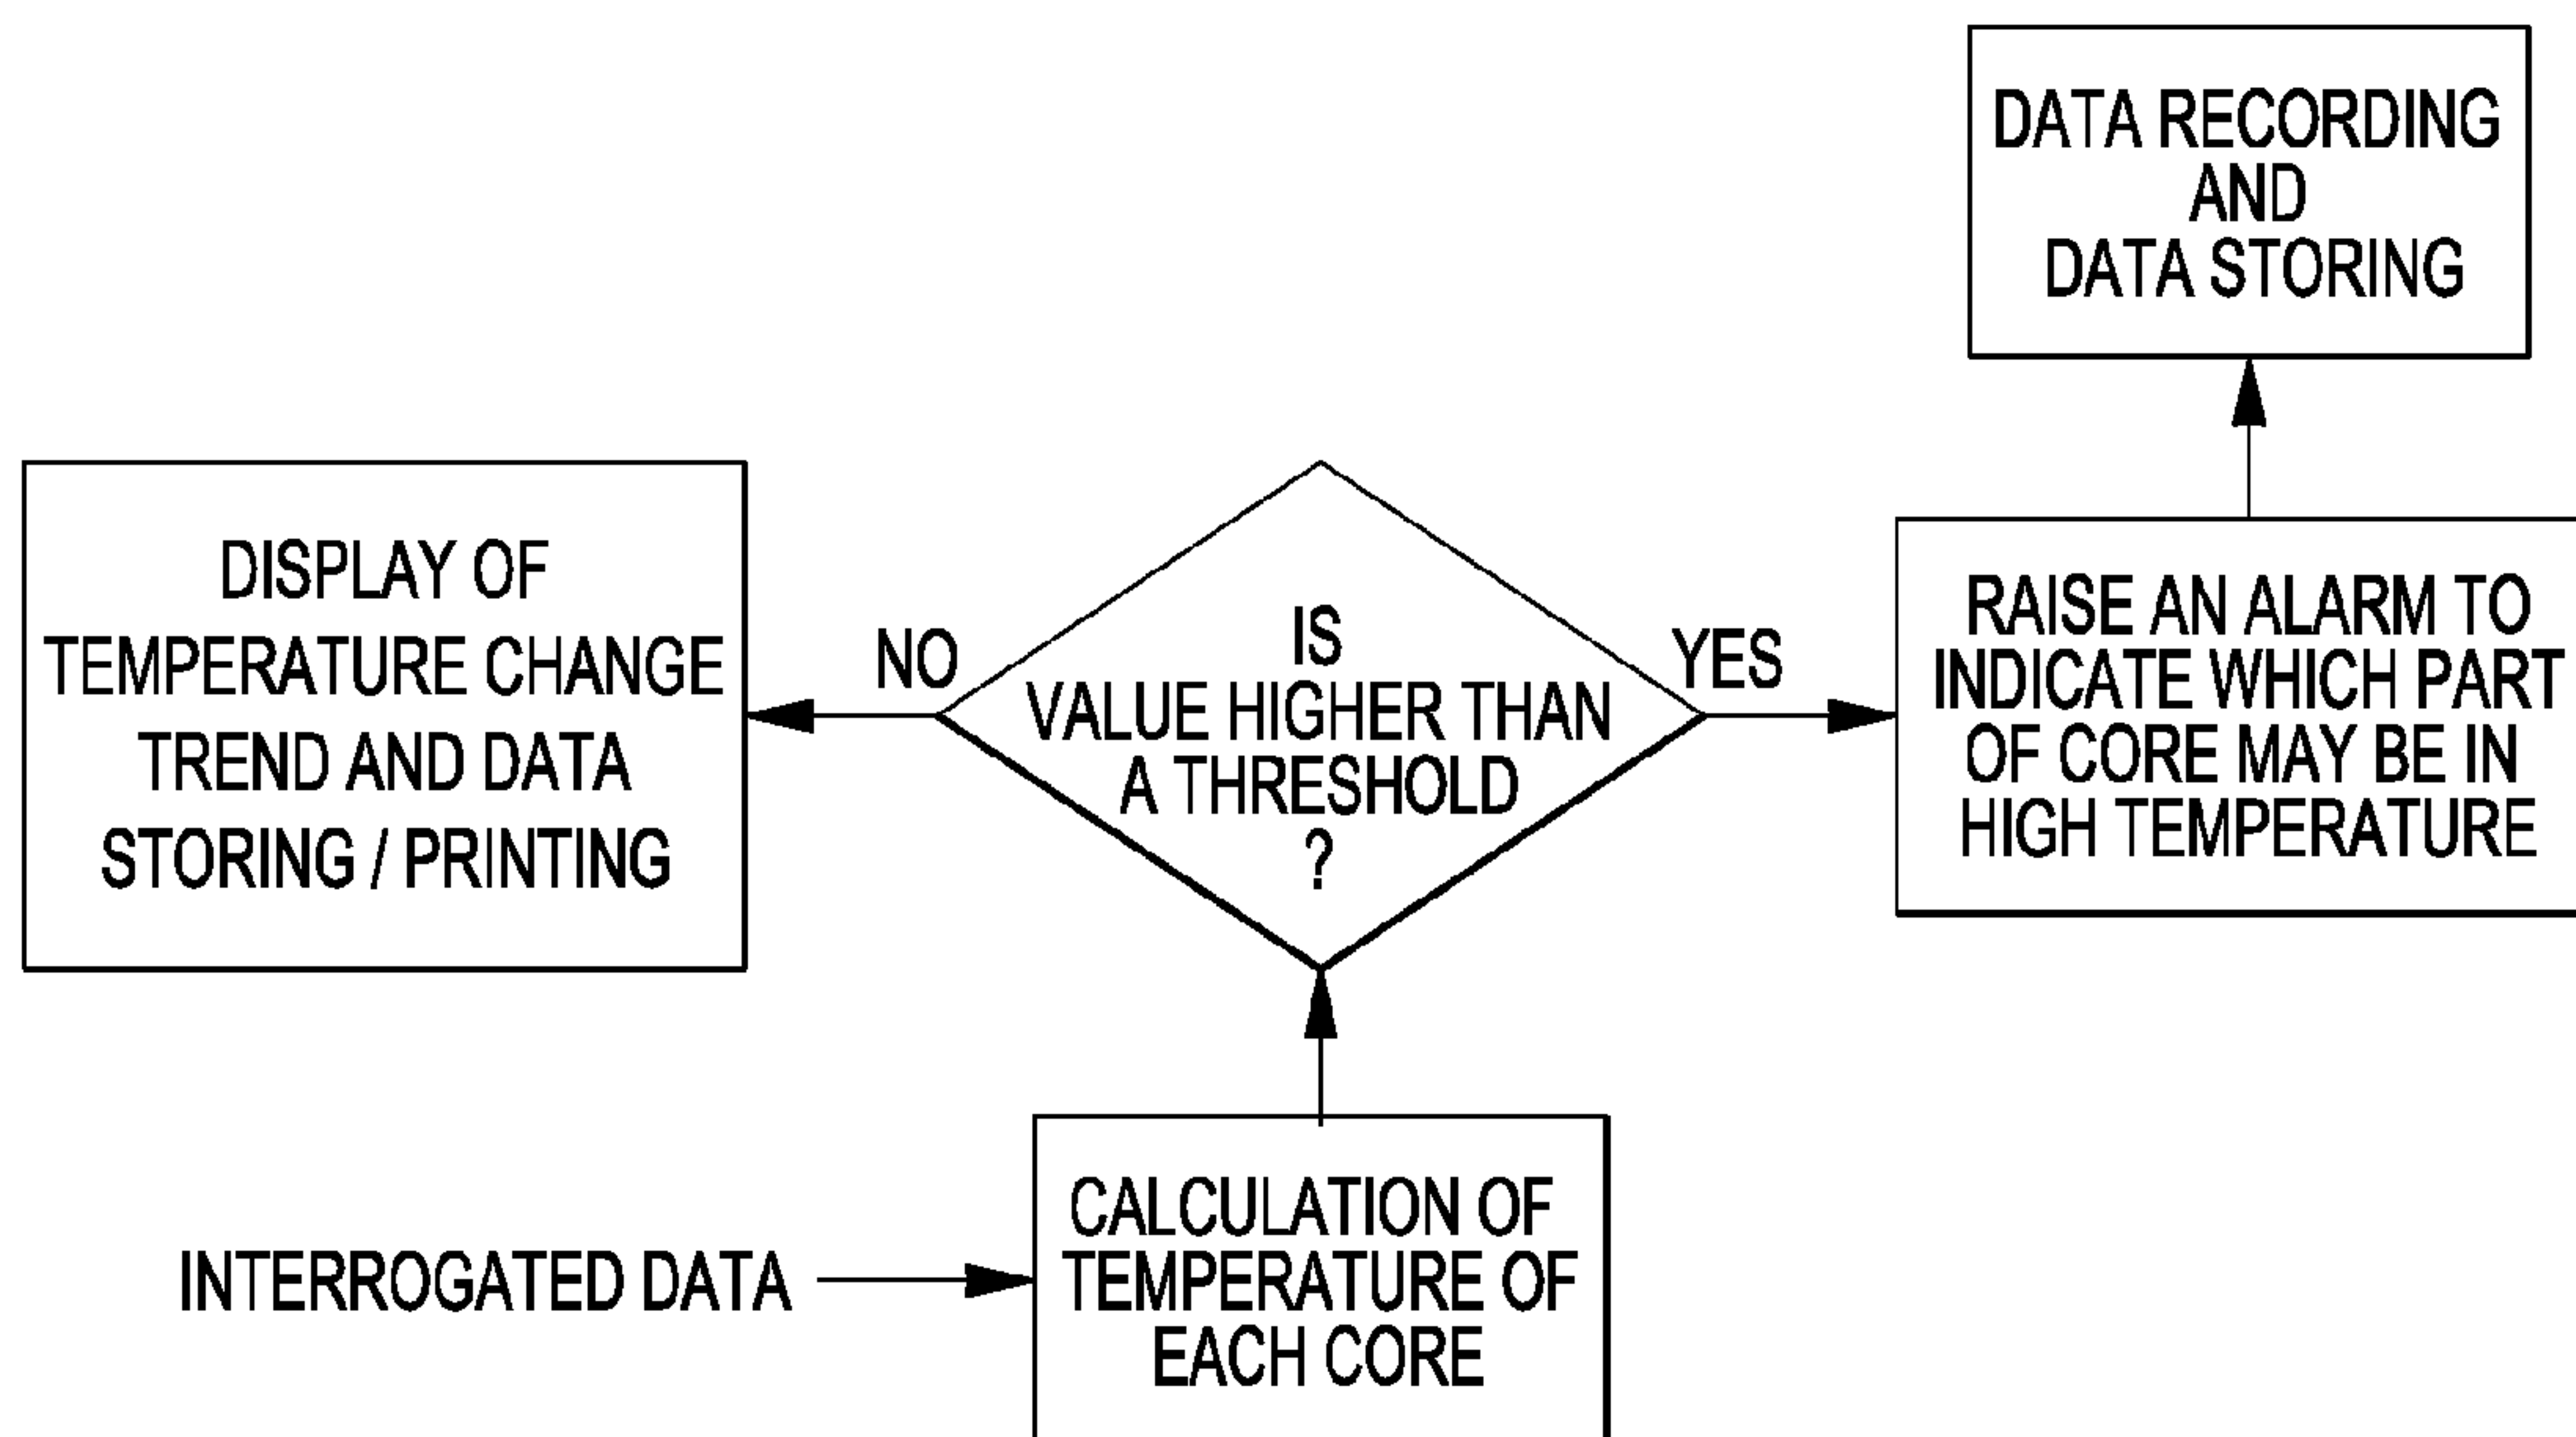 DATA RECORDING
AND
DATA STORING
DISPLAY OF
TEMPERATURE CHANGE
TREND AND DATA
STORING / PRINTING
NO
IS
VALUE HIGHER THAN
A THRESHOLD
?
YES
RAISE AN ALARM TO
INDICATE WHICH PART
OF CORE MAY BE IN
HIGH TEMPERATURE
INTERROGATED DATA
CALCULATION OF
TEMPERATURE OF
EACH CORE